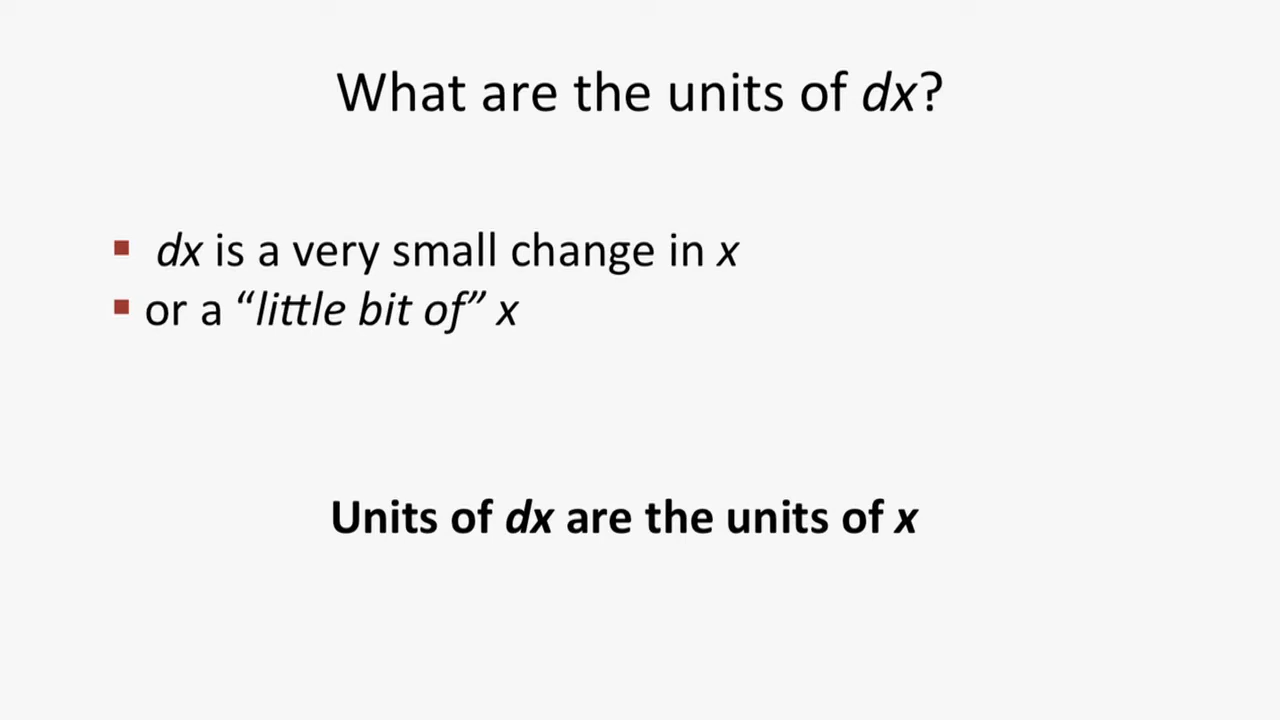 What are the units of dx?
▪ dx is a very small change in x
▪ or a “little bit of” x
Units of dx are the units of x